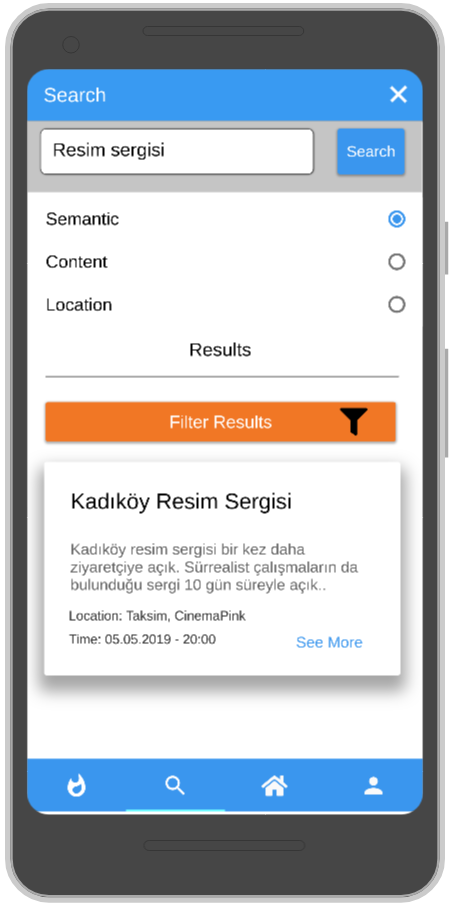 Search
Resim sergisi
Search
Semantic
Content
Location
Results
Filter Results
Kadıköy Resim Sergisi
Kadıköy resim sergisi bir kez daha
ziyaretçiye açık. Sürrealist çalışmaların da
bulunduğu sergi 10 gün süreyle açık..
Location: Taksim, CinemaPink
Time: 05.05.2019 - 20:00
See More